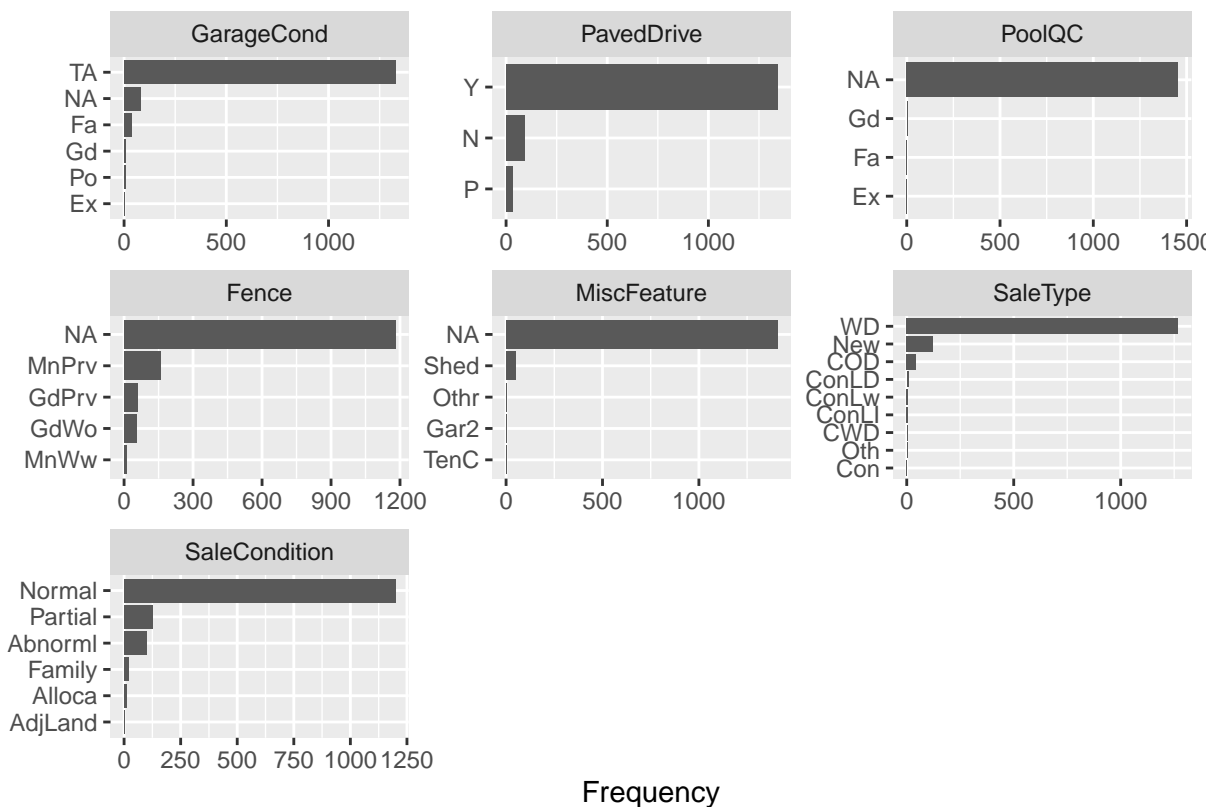 GarageCond
TA
NA
Fa
Gd
Po
Ex
0 500 1000
PavedDrive
Y
N
P
0 500 1000
PoolQC
NA
Gd
Fa
Ex
0 500 1000 1500
Fence
NA
MnPrv
GdPrv
GdWo
MnWw
0 300 600 900 1200
MiscFeature
NA
Shed
Othr
Gar2
TenC
0 500 1000
SaleType
WD
New
COD
ConLD
ConLw
ConLI
CWD
Oth
Con
0 500 1000
SaleCondition
Normal
Partial
Abnorml
Family
Alloca
AdjLand
0 250 500 750 1000 1250
Frequency